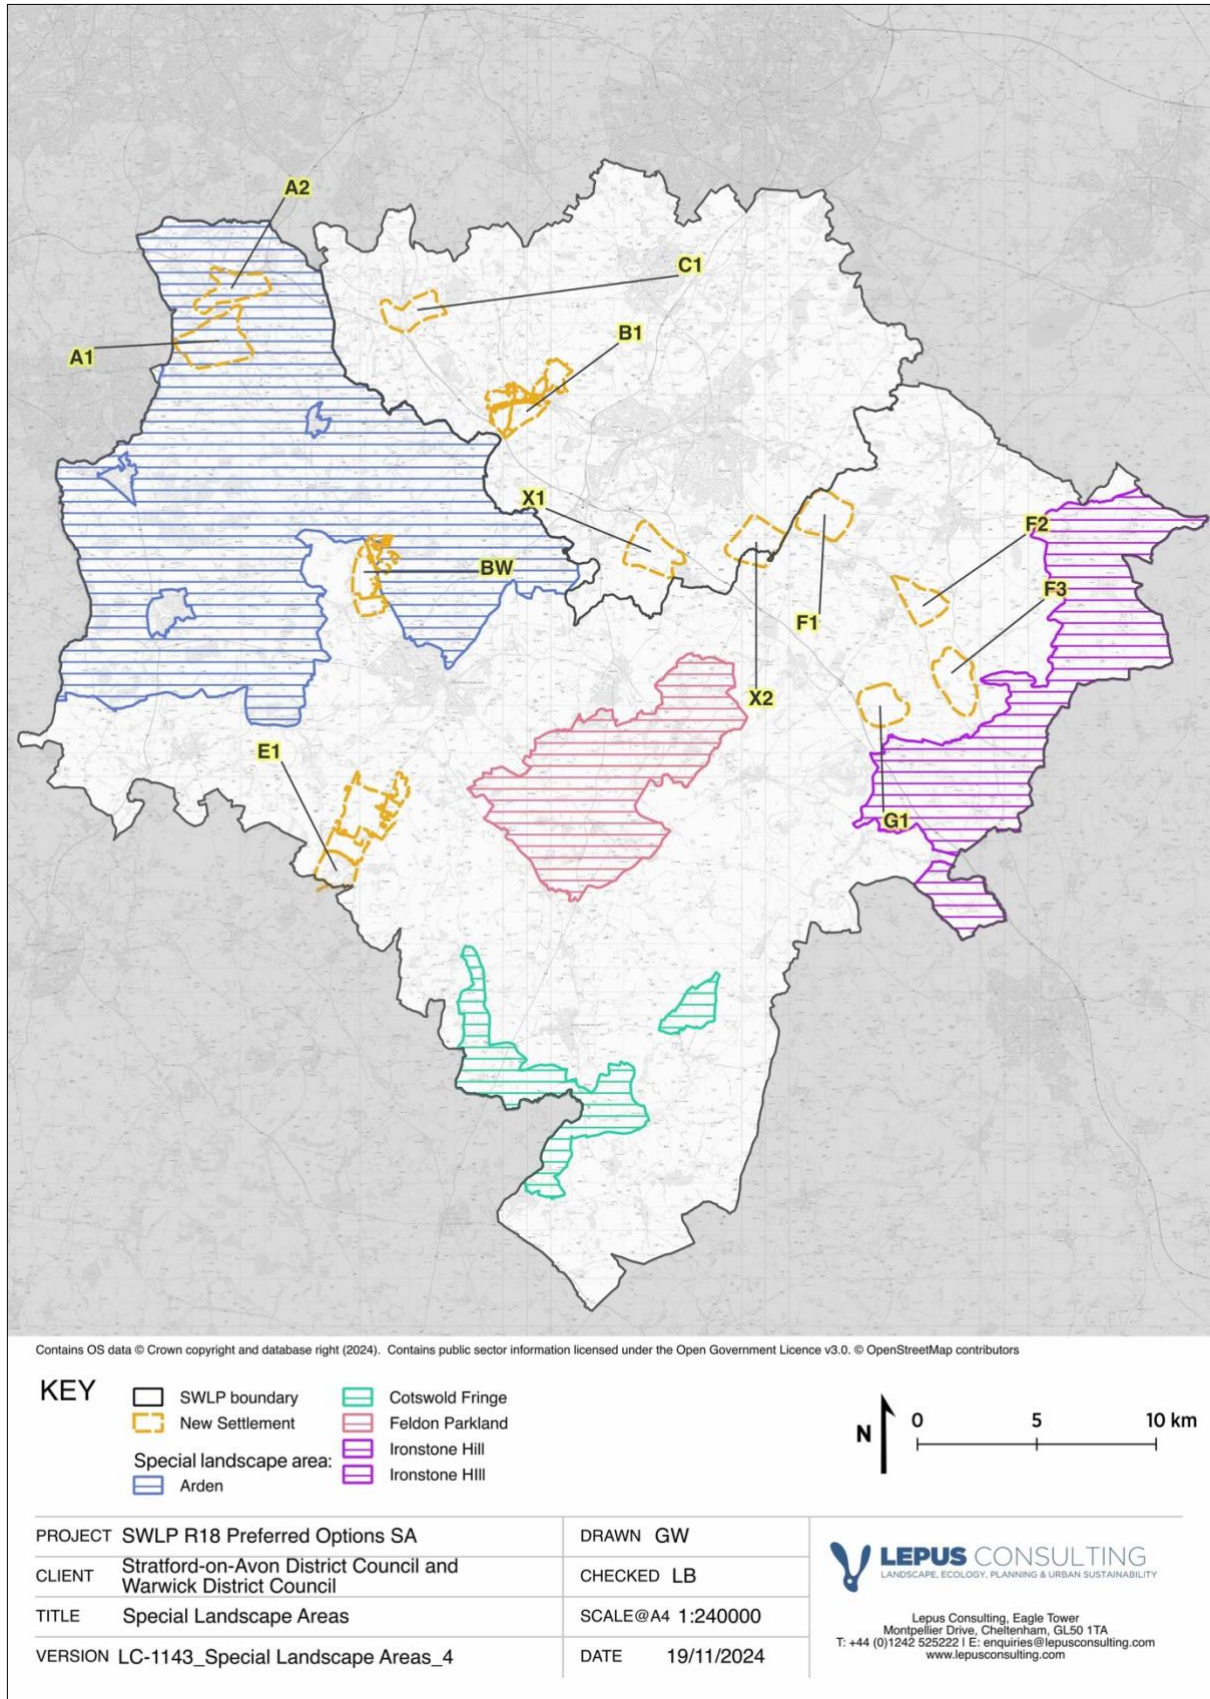 A2
C1
B1
A1
X1
F2
BW
F3
F1
X2
E1
G1
Contains OS data © Crown copyright and database right (2024). Contains public sector information licensed under the Open Government Licence v3.0. © OpenStreetMap contributors
KEY
SWLP boundary
New Settlement
Special landscape area:
Arden
Cotswold Fringe
Feldon Parkland
Ironstone Hill
Ironstone HIll
N
0 5 10 km
PROJECT SWLP R18 Preferred Options SA
CLIENT Stratford-on-Avon District Council and
Warwick District Council
TITLE Special Landscape Areas
VERSION LC-1143_Special Landscape Areas_4
DRAWN GW
CHECKED LB
SCALE@A4 1:240000
DATE 19/11/2024
LEPUS CONSULTING
LANDSCAPE, ECOLOGY, PLANNING & URBAN SUSTAINABILITY
Lepus Consulting, Eagle Tower
Montpellier Drive, Cheltenham, GL50 1TA
T: +44 (0)1242 525222 | E: enquiries@lepusconsulting.com
www.lepusconsulting.com